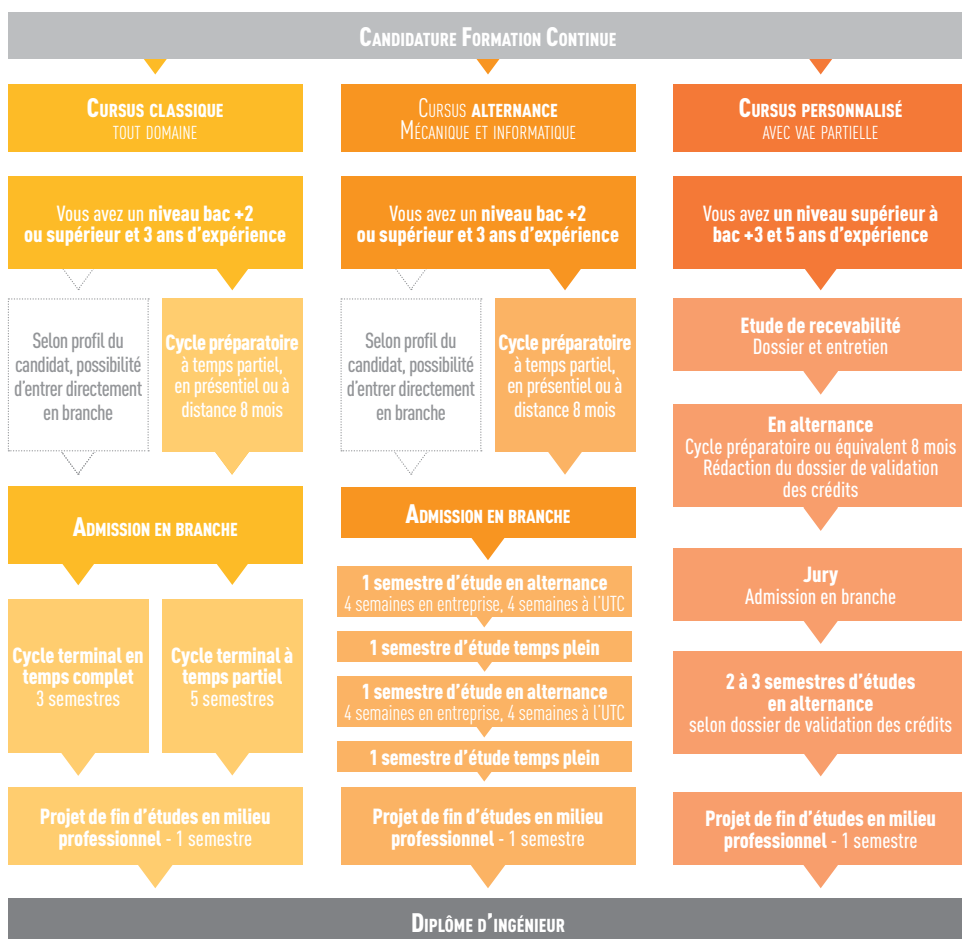 Candidature Formation Continue
Cursus classique
tout domaine
Vous avez un niveau bac +2
ou supérieur et 3 ans d'expérience
Selon profil du
candidat, possibilité
d'entrer directement
en branche
Cycle préparatoire
à temps partiel,
en présentiel ou à
distance 8 mois
Admission en branche
Cycle terminal en
temps complet
3 semestres
Cycle terminal à
temps partiel
5 semestres
Projet de fin d'études en milieu
professionnel - 1 semestre
Cursus alternance
Mécanique et informatique
Vous avez un niveau bac +2
ou supérieur et 3 ans d'expérience
Selon profil du
candidat, possibilité
d'entrer directement
en branche
Cycle préparatoire
à temps partiel,
en présentiel ou à
distance 8 mois
Admission en branche
1 semestre d'étude en alternance
4 semaines en entreprise, 4 semaines à l'UTC
1 semestre d'étude temps plein
1 semestre d'étude en alternance
4 semaines en entreprise, 4 semaines à l'UTC
1 semestre d'étude temps plein
Projet de fin d'études en milieu
professionnel - 1 semestre
Cursus personnalisé
avec VAE partielle
Vous avez un niveau supérieur à
bac +3 et 5 ans d'expérience
Etude de recevabilité
Dossier et entretien
En alternance
Cycle préparatoire ou équivalent 8 mois
Rédaction du dossier de validation
des crédits
Jury
Admission en branche
2 à 3 semestres d'études
en alternance
selon dossier de validation des crédits
Projet de fin d'études en milieu
professionnel - 1 semestre
Diplôme d'ingénieur